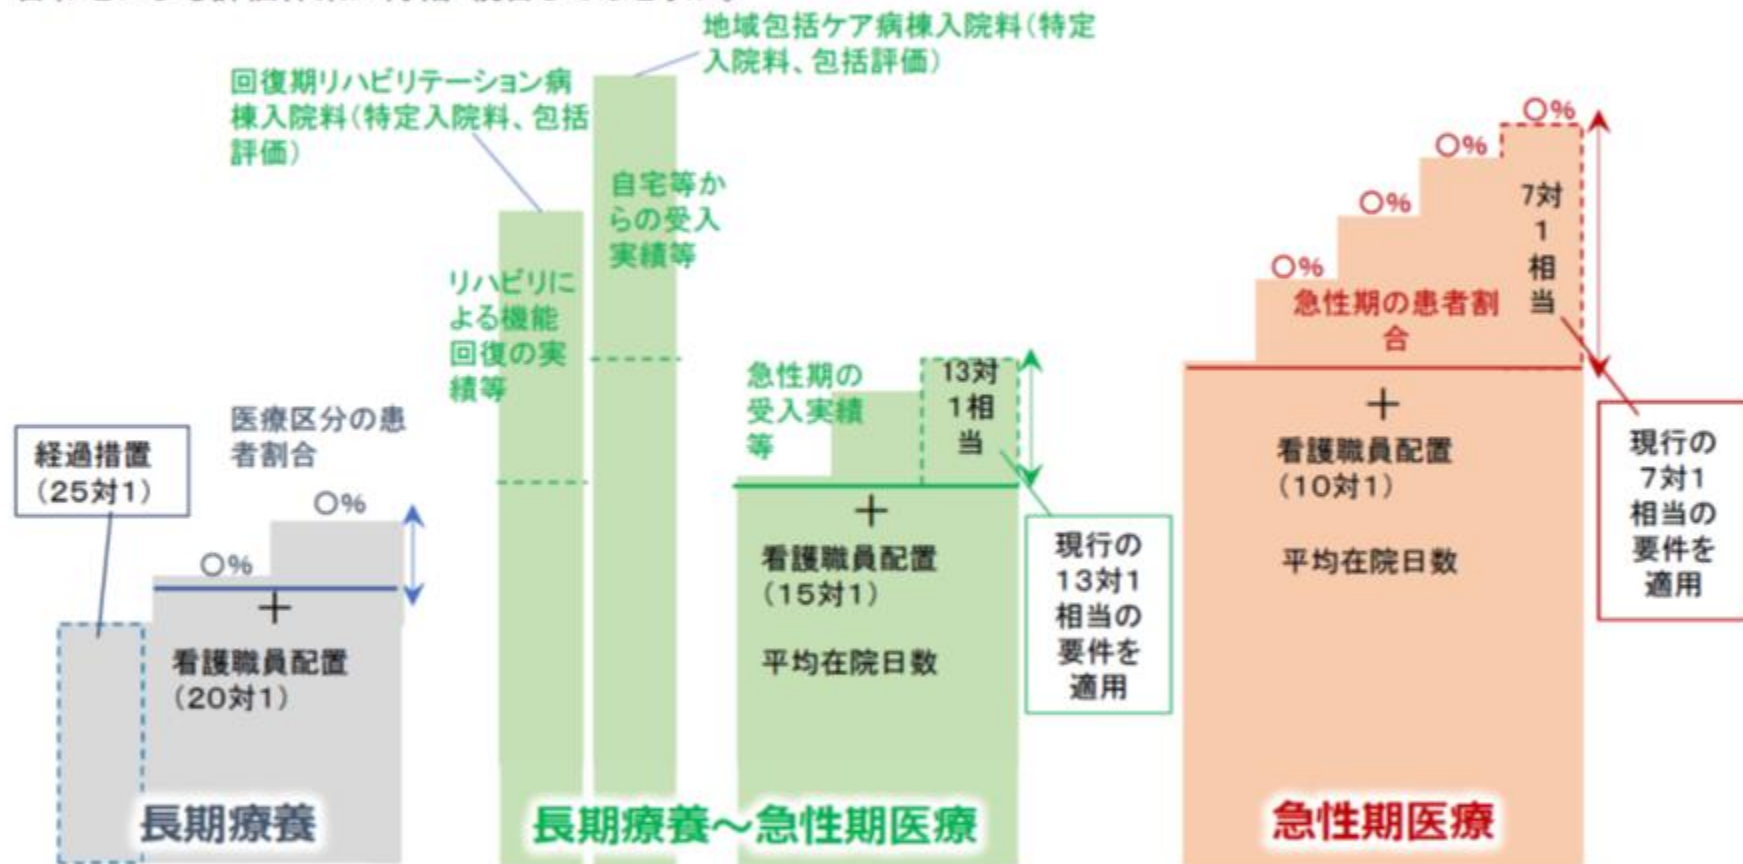 地域包括ケア病棟入院料(特定
入院料、包括評価)
回復期リハビリテーション病
棟入院料(特定入院料、包括
評価)
自宅等か
らの受入
実績等
リハビリに
よる機能
回復の実
績等
医療区分の患
者割合
経過措置
(25対1)
〇%
〇%
+
看護職員配置
(20対1)
長期療養
急性期の
受入実績
等
13対
1相
当
+
看護職員配置
(15対1)
平均在院日数
現行の
13対1
相当の
要件を
適用
長期療養~急性期医療
〇%
〇%
〇%
〇%
7対
1
相
当
急性期の患者割
合
+
看護職員配置
(10対1)
平均在院日数
現行の
7対1
相当の
要件を
適用
急性期医療